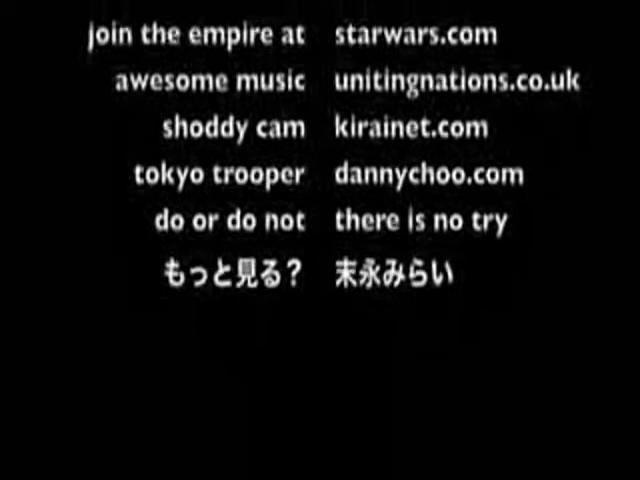 join the empire at starwars.com
awesome music unitingnations.co.uk
shoddy cam kirainet.com
tokyo trooper dannychoo.com
do or do not there is no try
もっと見る？ 末永みらい